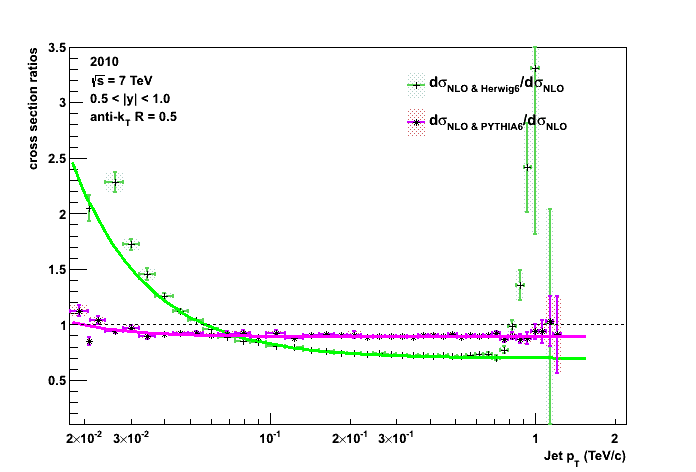 cross section ratios
3.5
3
2.5
2
1.5
1
0.5
2010
√s = 7 TeV
0.5 < |y| < 1.0
anti-k_T R = 0.5
dσ_NLO & Herwig6/dσ_NLO
dσ_NLO & PYTHIA6/dσ_NLO
2×10⁻² 3×10⁻² 10⁻¹ 2×10⁻¹ 3×10⁻¹ 1 2
Jet p_T (TeV/c)